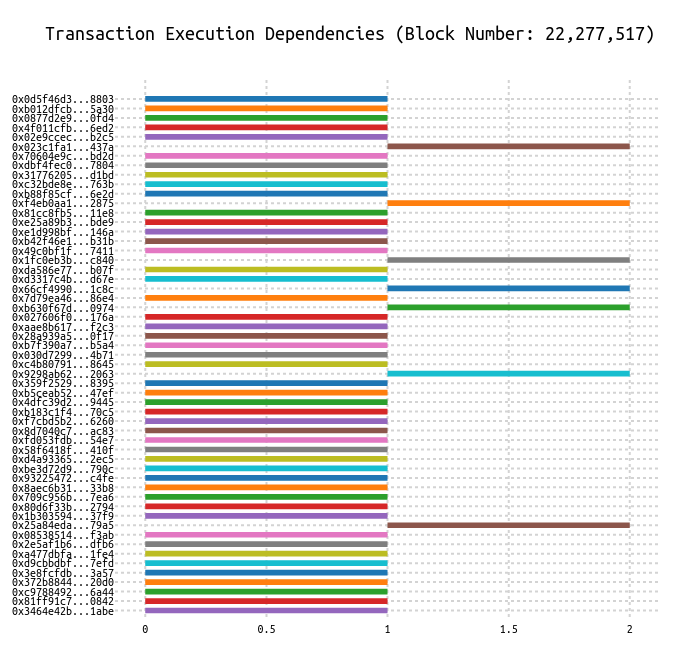 Transaction Execution Dependencies (Block Number: 22,277,517)
0x0d5f46d3...8803
0xb012dfcb...5a30
0x0877d2e9...0fd4
0x4f011cfb...6ed2
0x02e9ccec...b2c5
0x023c1fa1...437a
0x70604e9c...bd2d
0xdbf4fec0...7804
0x31776205...d1bd
0xc32bde8e...763b
0xb88f85cf...6e2d
0xf4eb0aa1...2875
0x81cc8fb5...11e8
0xe25a89b3...bde9
0xe1d998bf...146a
0xb42f46e1...b31b
0x49c0bf1f...7411
0x1fc0eb3b...c840
0xda586e77...b07f
0xd3317c4b...d67e
0x66cf4990...1c8c
0x7d79ea46...86e4
0xb630f67d...0974
0x027606f0...176a
0xaae8b617...f2c3
0x28a939a5...0f17
0xb7f390a7...b5a4
0x030d7299...4b71
0xc4b80791...8645
0x9298ab62...2063
0x359f2529...8395
0xb5ceab52...47ef
0x4dfc39d2...9445
0xb183c1f4...70c5
0xf7cbd5b2...6260
0x8d7040c7...ac83
0xfd053fdb...54e7
0x58f6418f...410f
0xd4a93365...2ec5
0xbe3d72d9...790c
0x93225472...c4fe
0x8aec6b31...33b8
0x709c956b...7ea6
0x80d6f33b...2794
0x1b303594...37f9
0x25a84eda...79a5
0x08538514...f3ab
0x2e5af1b6...dfb6
0xa477dbfa...1fe4
0xd9cbbdbf...7efd
0x3e8fcfdb...3a57
0x372b8844...20d0
0xc9788492...6a44
0x81ff91c7...0842
0x3464e42b...1abe
0 0.5 1 1.5 2